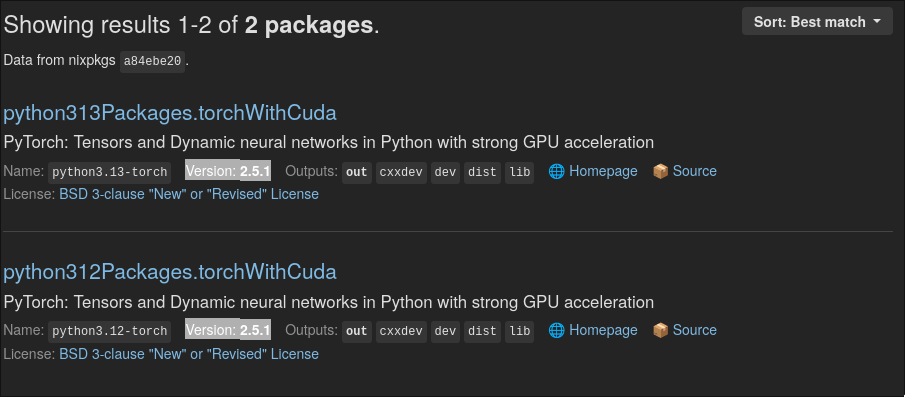 Showing results 1-2 of 2 packages.
Sort: Best match
Data from nixpkgs a84ebe20.
python313Packages.torchWithCuda
PyTorch: Tensors and Dynamic neural networks in Python with strong GPU acceleration
Name: python3.13-torch Version: 2.5.1 Outputs: out cxxdev dev dist lib Homepage Source
License: BSD 3-clause "New" or "Revised" License
python312Packages.torchWithCuda
PyTorch: Tensors and Dynamic neural networks in Python with strong GPU acceleration
Name: python3.12-torch Version: 2.5.1 Outputs: out cxxdev dev dist lib Homepage Source
License: BSD 3-clause "New" or "Revised" License